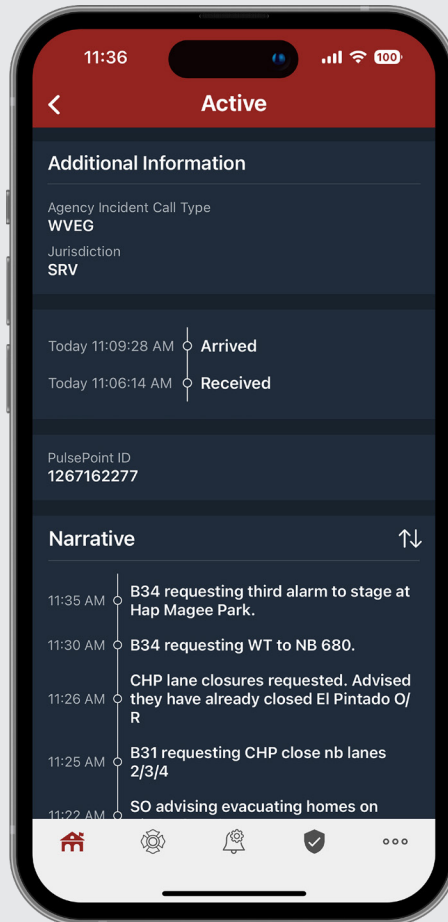 11:36
100
Active
Additional Information
Agency Incident Call Type
WVEG
Jurisdiction
SRV
Today 11:09:28 AM Arrived
Today 11:06:14 AM Received
PulsePoint ID
1267162277
Narrative
11:35 AM B34 requesting third alarm to stage at
Hap Magee Park.
11:30 AM B34 requesting WT to NB 680.
CHP lane closures requested. Advised
11:26 AM they have already closed El Pintado O/
R
11:25 AM B31 requesting CHP close nb lanes
2/3/4
11:22 AM SO advising evacuating homes on